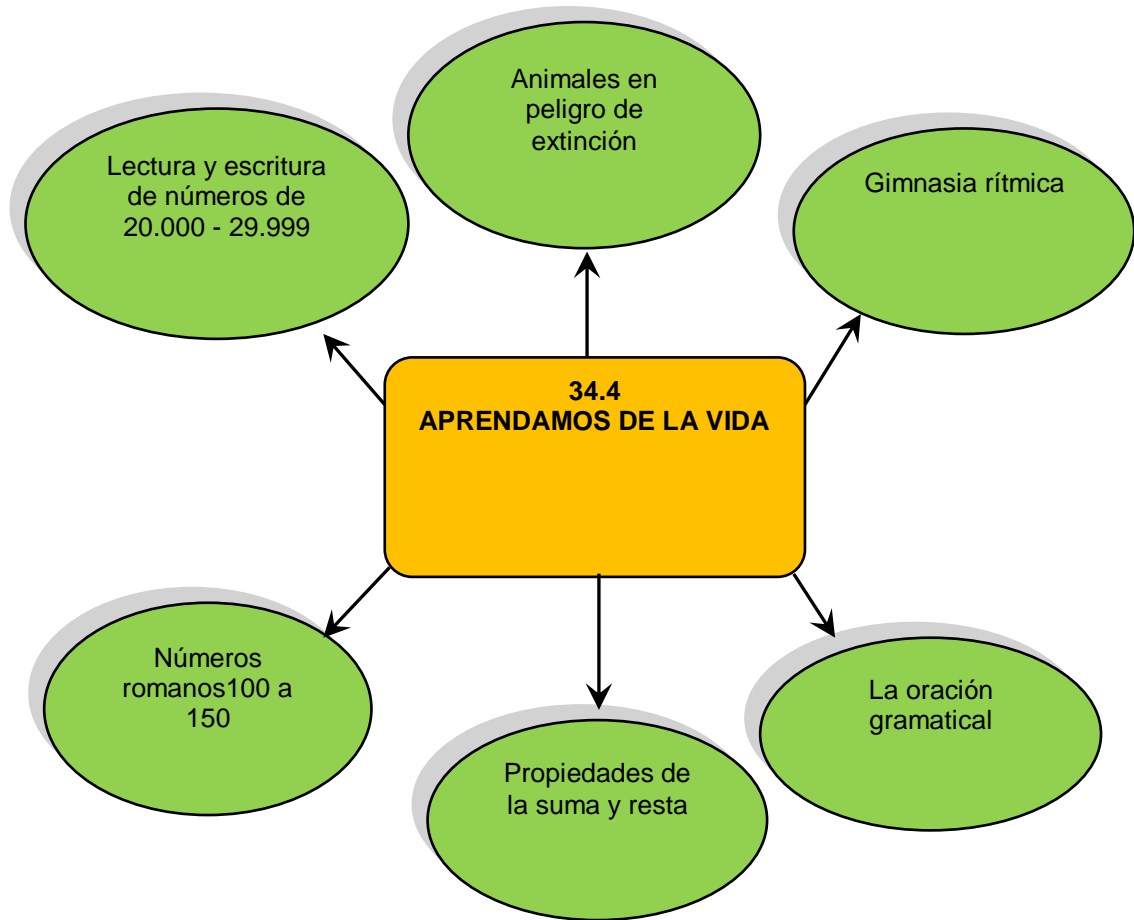 Animales en
peligro de
extinción
Lectura y escritura
de números de
20.000 - 29.999
Gimnasia rítmica
34.4
APRENDAMOS DE LA VIDA
Números
romanos100 a
150
La oración
gramatical
Propiedades de
la suma y resta